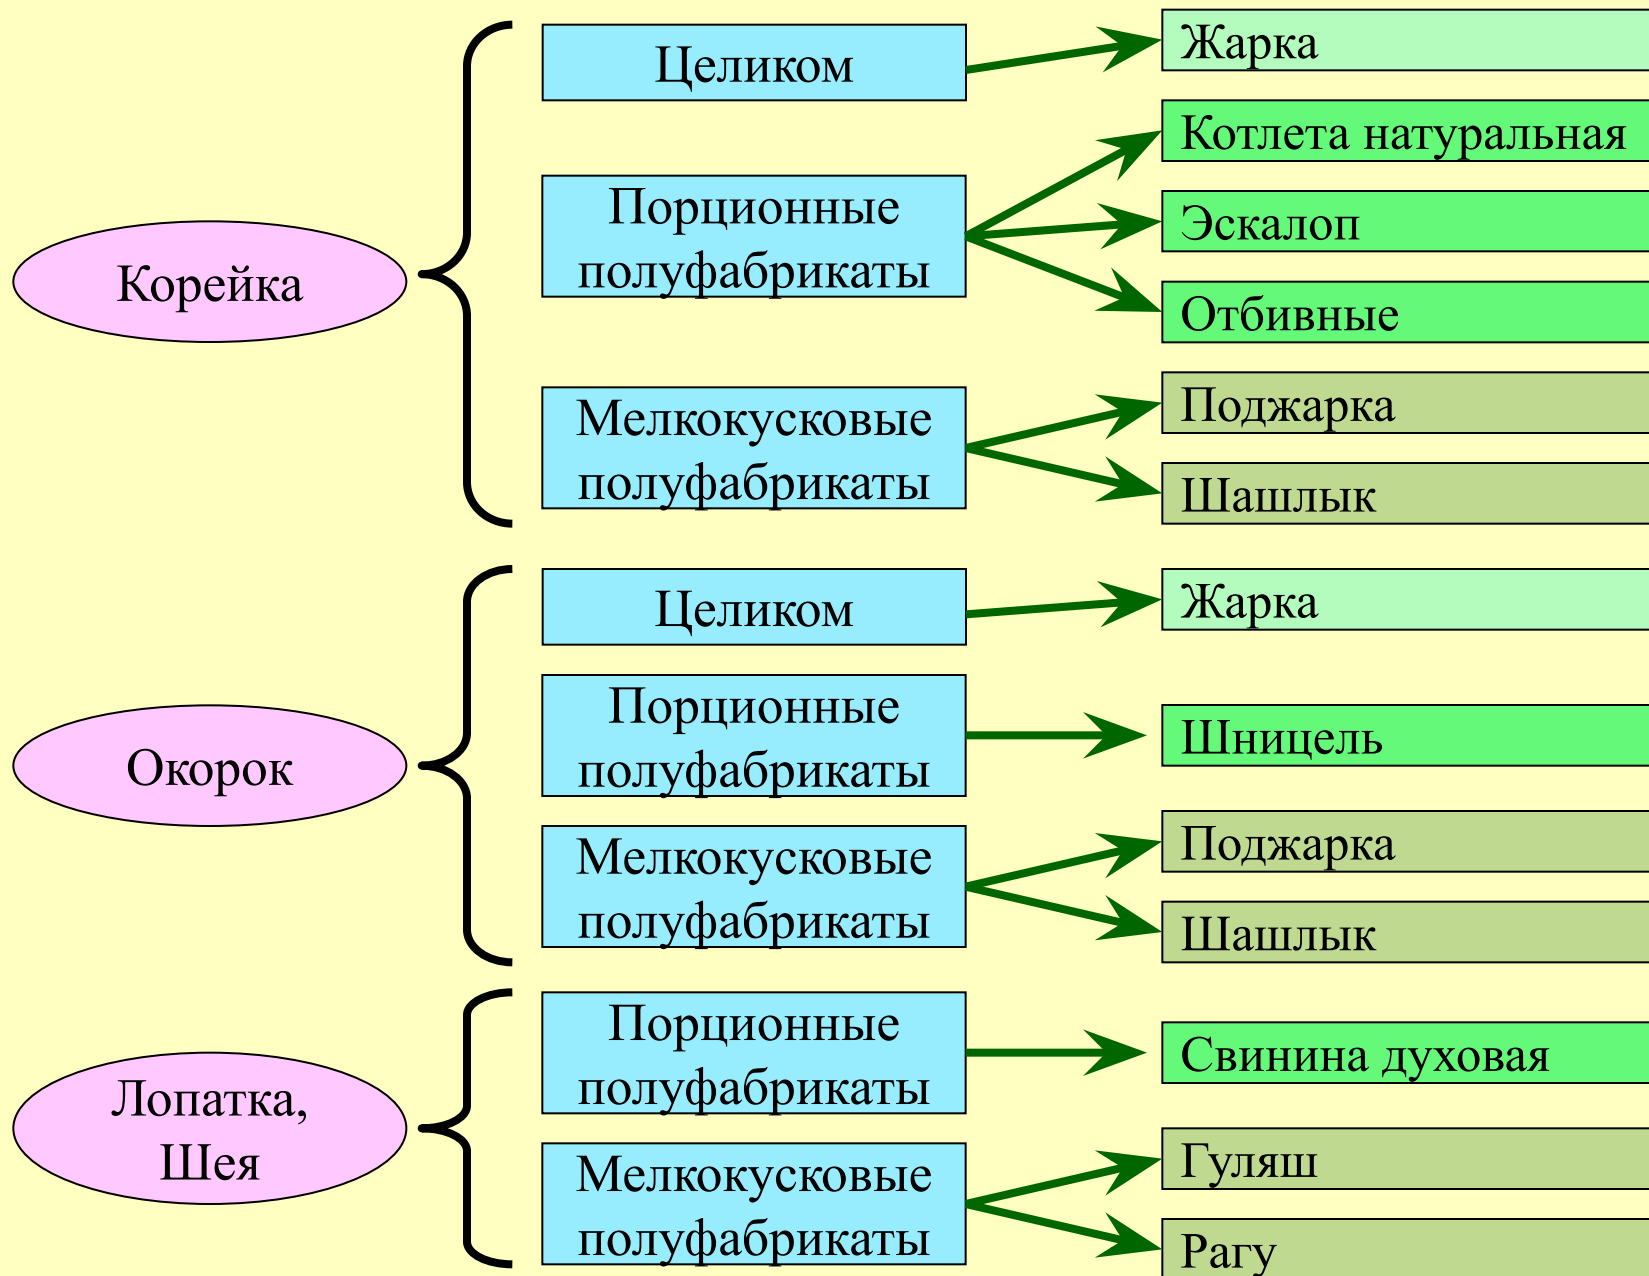 Корейка
Целиком
Жарка
Порционные
полуфабрикаты
Котлета натуральная
Эскалоп
Отбивные
Мелкокусковые
полуфабрикаты
Поджарка
Шашлык
Окорок
Целиком
Жарка
Порционные
полуфабрикаты
Шницель
Мелкокусковые
полуфабрикаты
Поджарка
Шашлык
Лопатка,
Шея
Порционные
полуфабрикаты
Свинина духовая
Мелкокусковые
полуфабрикаты
Гуляш
Рагу